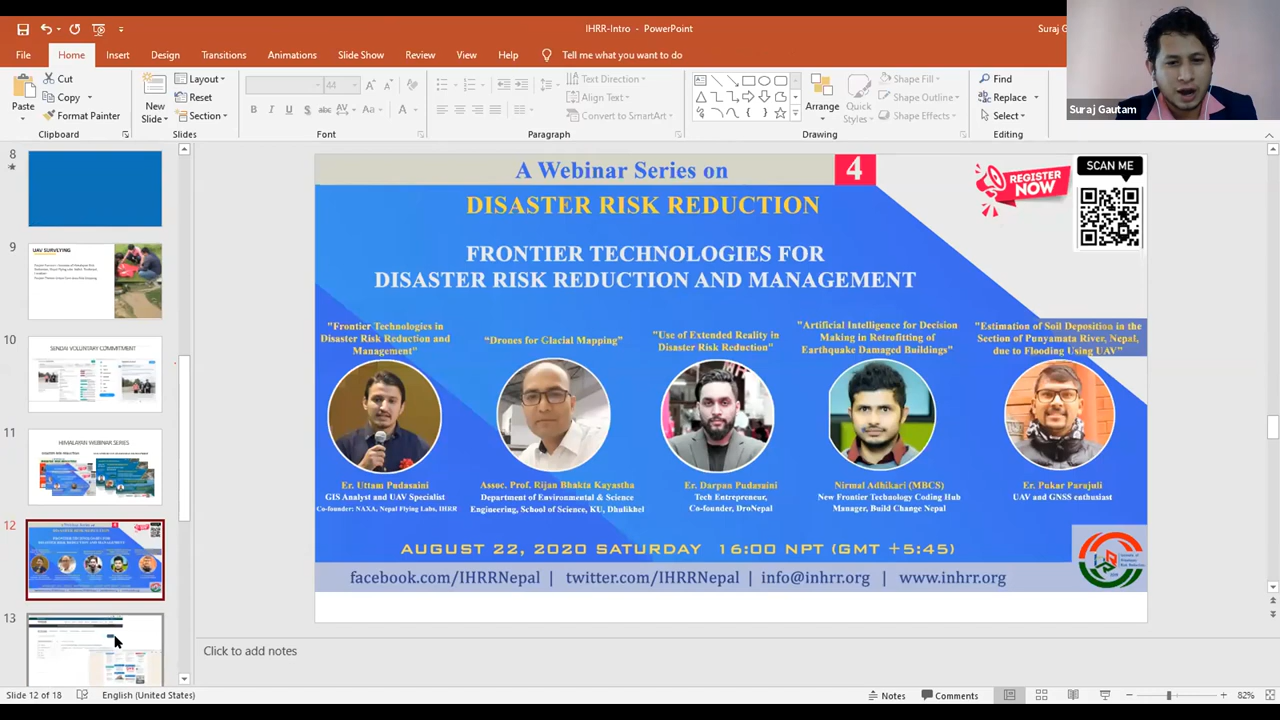 IHRR-Intro - PowerPoint
Suraj G
File Home Insert Design Transitions Animations Slide Show Review View Help Tell me what you want to do
Suraj Gautam
Paste
Cut
Copy
Format Painter
Clipboard
New Slide
Layout
Reset
Section
Slides
44
Font
Text Direction
Align Text
Convert to SmartArt
Paragraph
Arrange
Quick Styles
Shape Fill
Shape Outline
Shape Effects
Drawing
Find
Replace
Select
Editing
8
9
UAV SURVEYING
10
SENDAI VOLUNTARY COMMITMENT
11
HIMALAYAN WEBINAR SERIES
12
13
A Webinar Series on
4
DISASTER RISK REDUCTION
REGISTER NOW
SCAN ME
FRONTIER TECHNOLOGIES FOR
DISASTER RISK REDUCTION AND MANAGEMENT
"Frontier Technologies in
Disaster Risk Reduction and
Management"
"Drones for Glacial Mapping"
"Use of Extended Reality in
Disaster Risk Reduction"
"Artificial Intelligence for Decision
Making in Retrofitting of
Earthquake Damaged Buildings"
"Estimation of Soil Deposition in the
Section of Punyamata River, Nepal,
due to Flooding Using UAV"
Er. Uttam Pudasaini
GIS Analyst and UAV Specialist
Co-founder: NAXA, Nepal Flying Labs, IHRR
Assoc. Prof. Rijan Bhakta Kayastha
Department of Environmental & Science
Engineering, School of Science, KU, Dhulikhel
Er. Darpan Pudasaini
Tech Entrepreneur,
Co-founder, DroNepal
Nirmal Adhikari (MBCS)
New Frontier Technology Coding Hub
Manager, Build Change Nepal
Er. Pukar Parajuli
UAV and GNSS enthusiast
AUGUST 22, 2020 SATURDAY 16:00 NPT (GMT +5:45)
facebook.com/IHRRNepal | twitter.com/IHRRNepal | info@inhrr.org | www.inhrr.org
Click to add notes
Slide 12 of 18 English (United States) Notes Comments 82%